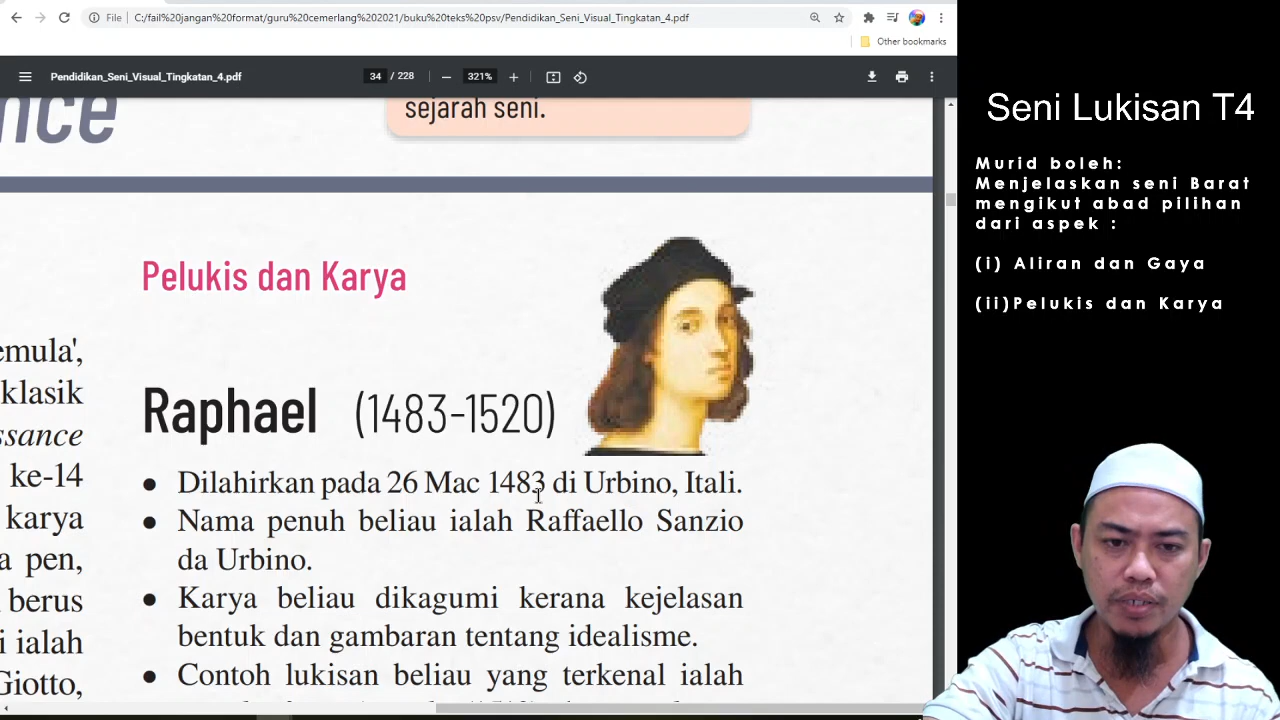 File C:/fail%20jangan%20format/guru%20cemerlang%202021/buku%20teks%20psv/Pendidikan_Seni_Visual_Tingkatan_4.pdf
Other bookmarks
Pendidikan_Seni_Visual_Tingkatan_4.pdf 34 / 228 — 321% +
nce
sejarah seni.
Pelukis dan Karya
emula',
klasik
Raphael (1483-1520)
ssance
ke-14
• Dilahirkan pada 26 Mac 1483 di Urbino, Itali.
karya
• Nama penuh beliau ialah Raffaello Sanzio
da Urbino.
a pen,
berus
• Karya beliau dikagumi kerana kejelasan
bentuk dan gambaran tentang idealisme.
i ialah
Giotto,
• Contoh lukisan beliau yang terkenal ialah
Seni Lukisan T4
Murid boleh:
Menjelaskan seni Barat
mengikut abad pilihan
dari aspek :
(i) Aliran dan Gaya
(ii)Pelukis dan Karya